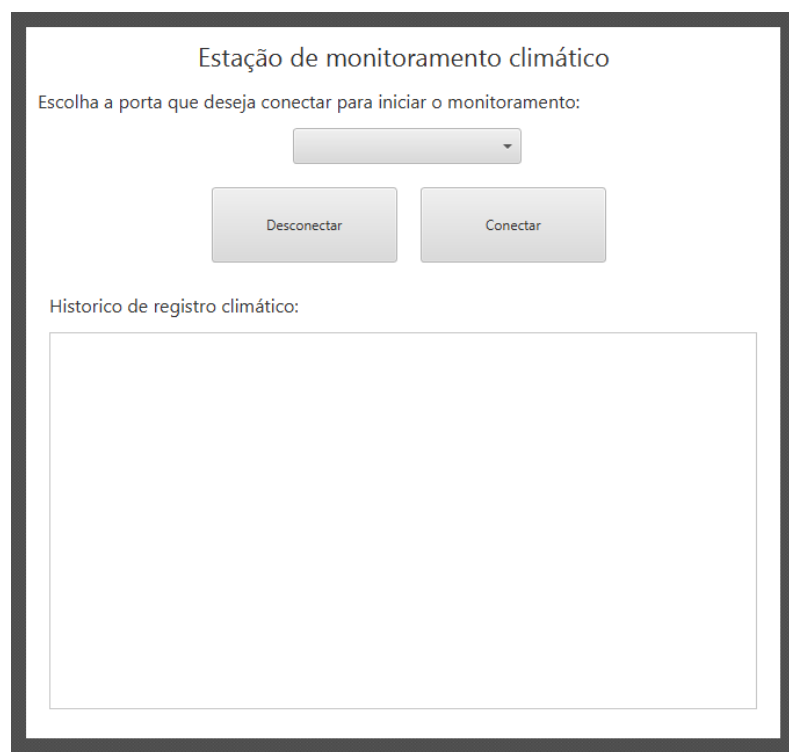 Estação de monitoramento climático
Escolha a porta que deseja conectar para iniciar o monitoramento:
Desconectar
Conectar
Historico de registro climático: